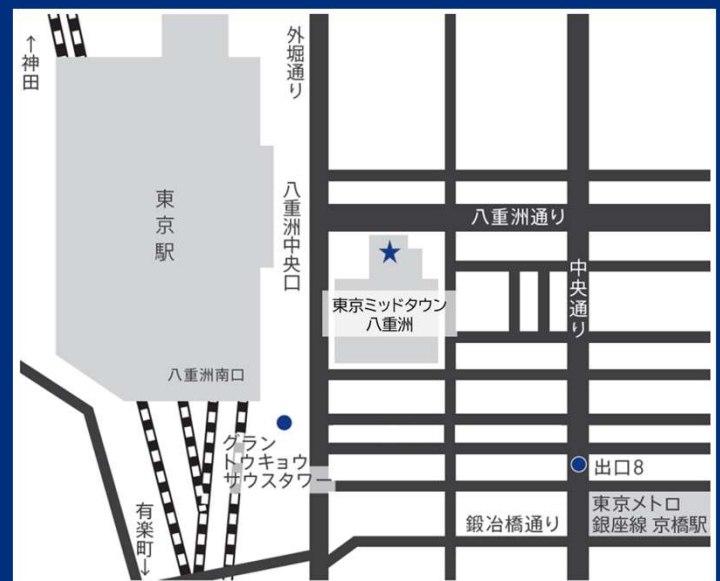 ↑神田
外堀通り
東京駅
八重洲中央口
八重洲通り
中央通り
東京ミッドタウン
八重洲
八重洲南口
グラン
トウキョウ
サウスタワー
出口8
有楽町↓
鍛冶橋通り
東京メトロ
銀座線 京橋駅